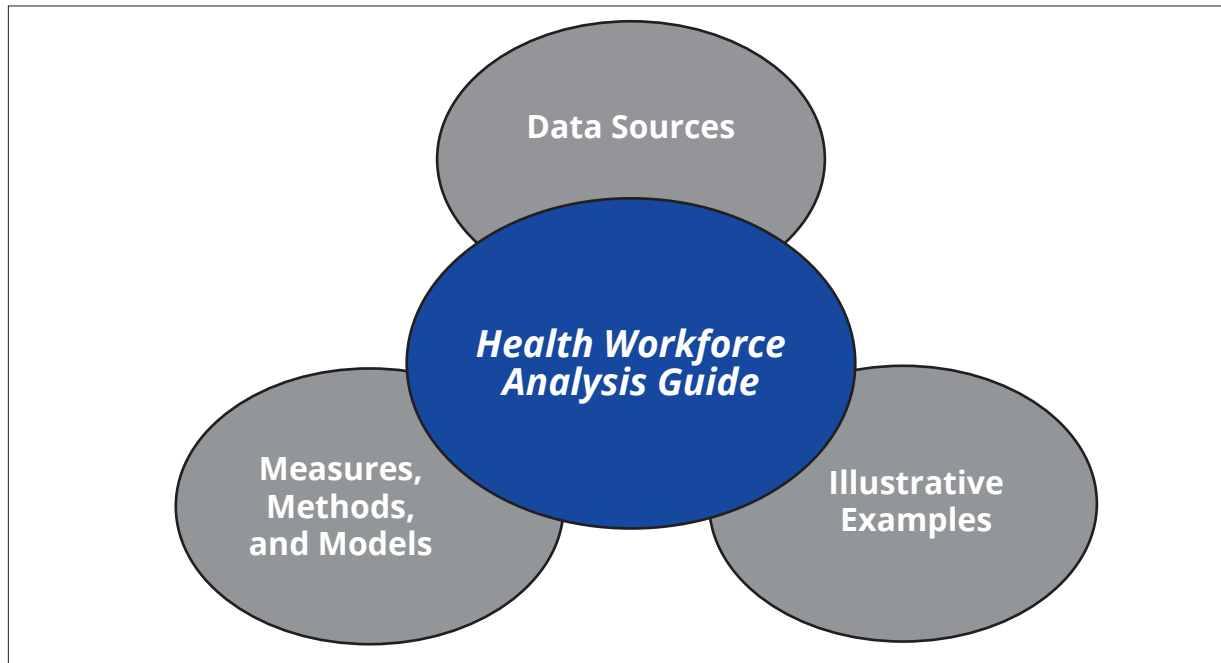 Data Sources
Health Workforce
Analysis Guide
Measures,
Methods,
and Models
Illustrative
Examples